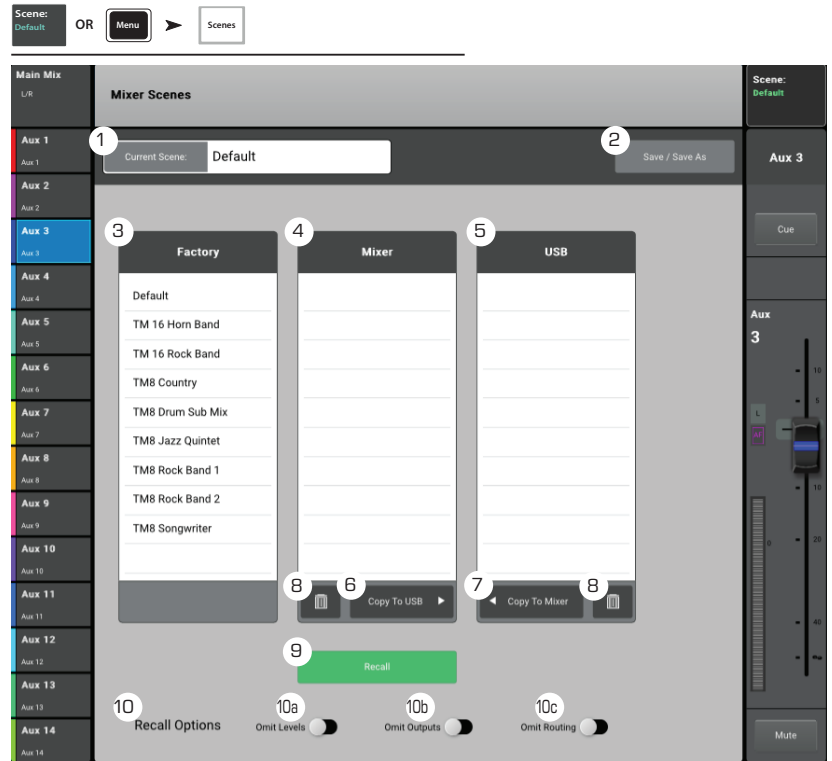 Scene:
Default
OR
Menu
Scenes
Main Mix
L/R
Mixer Scenes
Scene:
Default
1
Current Scene:
Default
2
Save / Save As
Aux 1
Aux 1
Aux 2
Aux 2
Aux 3
Aux 3
Aux 4
Aux 4
Aux 5
Aux 5
Aux 6
Aux 6
Aux 7
Aux 7
Aux 8
Aux 8
Aux 9
Aux 9
Aux 10
Aux 10
Aux 11
Aux 11
Aux 12
Aux 12
Aux 13
Aux 13
Aux 14
Aux 14
3
Factory
Default
TM 16 Horn Band
TM 16 Rock Band
TM8 Country
TM8 Drum Sub Mix
TM8 Jazz Quintet
TM8 Rock Band 1
TM8 Rock Band 2
TM8 Songwriter
4
Mixer
8
6
Copy To USB
5
USB
7
Copy To Mixer
8
9
Recall
10
Recall Options
10a
Omit Levels
10b
Omit Outputs
10c
Omit Routing
Aux 3
Cue
Aux
3
10
5
L
AF
10
0
20
40
∞
Mute